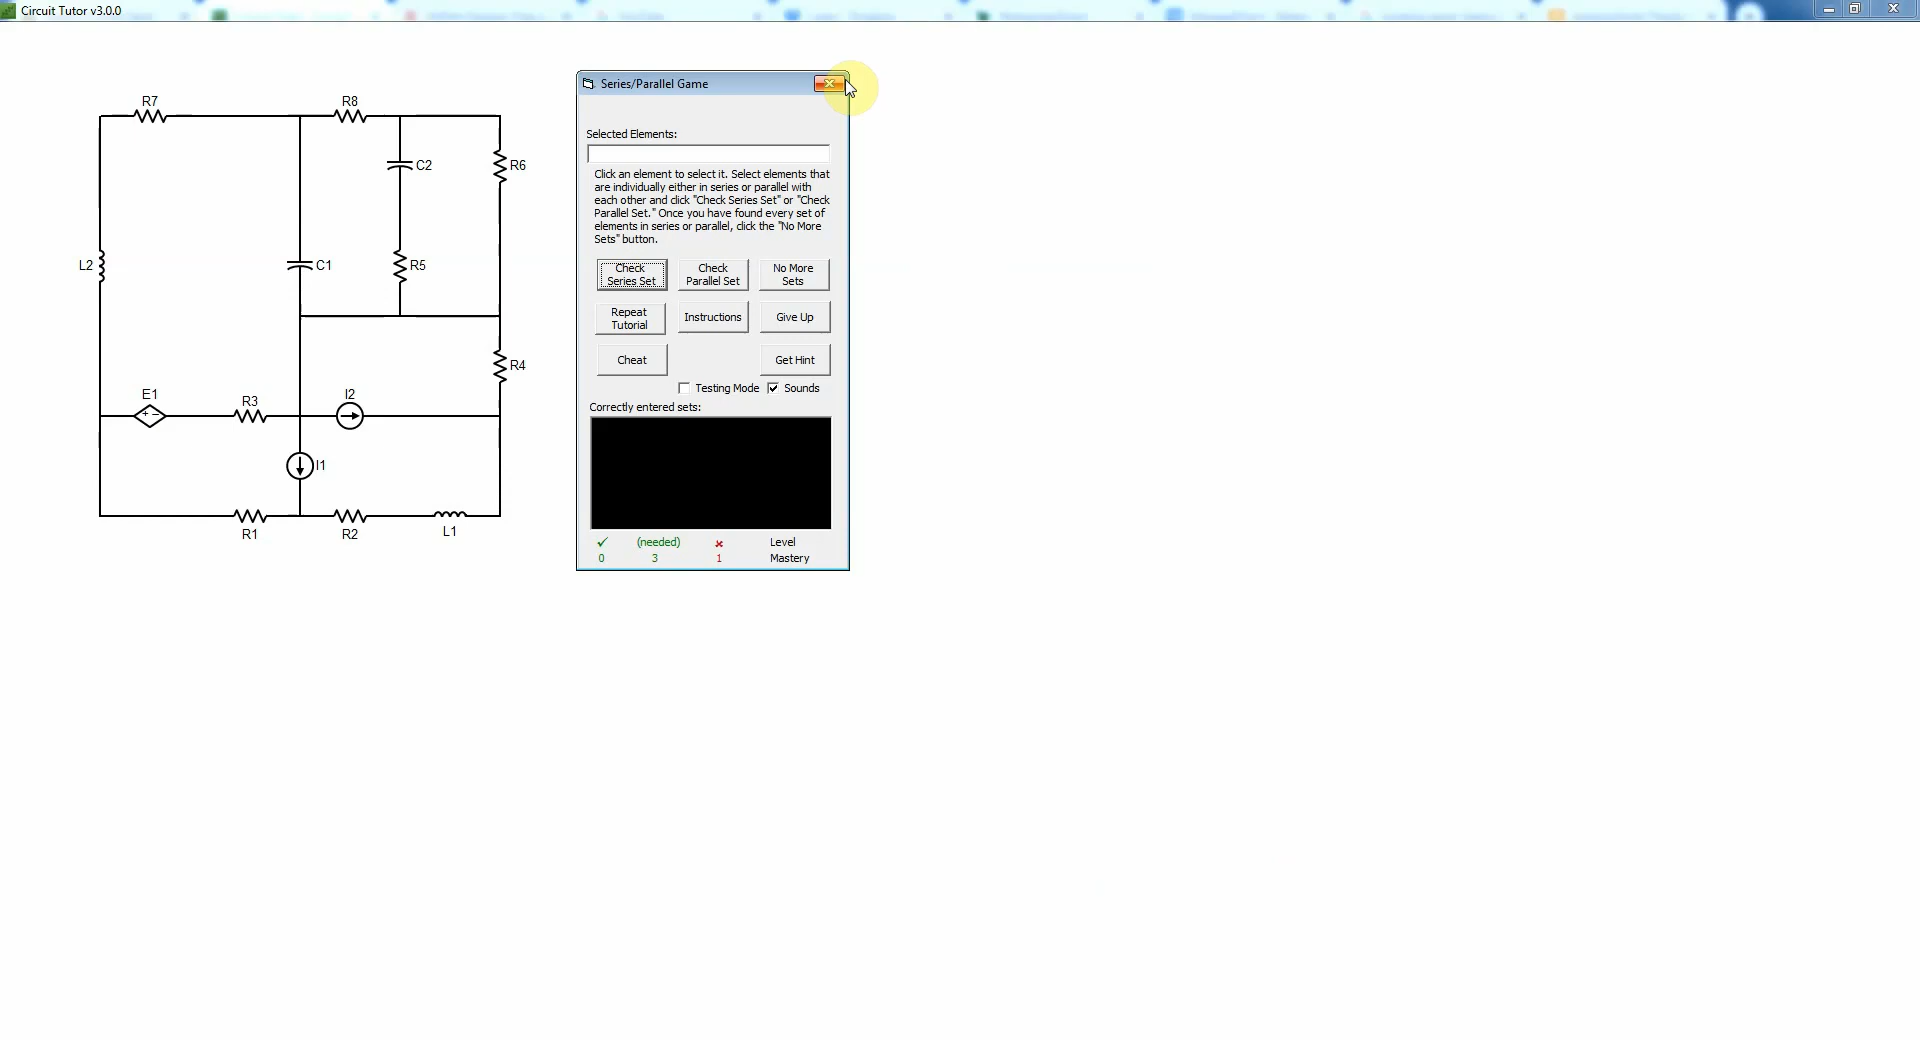 Circuit Tutor v3.0.0
R7
R8
C2
R6
L2
C1
R5
R4
E1
R3
I2
I1
R1
R2
L1
Series/Parallel Game
Selected Elements:
Click an element to select it. Select elements that
are individually either in series or parallel with
each other and click "Check Series Set" or "Check
Parallel Set." Once you have found every set of
elements in series or parallel, click the "No More
Sets" button.
Check
Series Set
Check
Parallel Set
No More
Sets
Repeat
Tutorial
Instructions
Give Up
Cheat
Get Hint
Testing Mode
Sounds
Correctly entered sets:
(needed) Level
0 3 1 Mastery